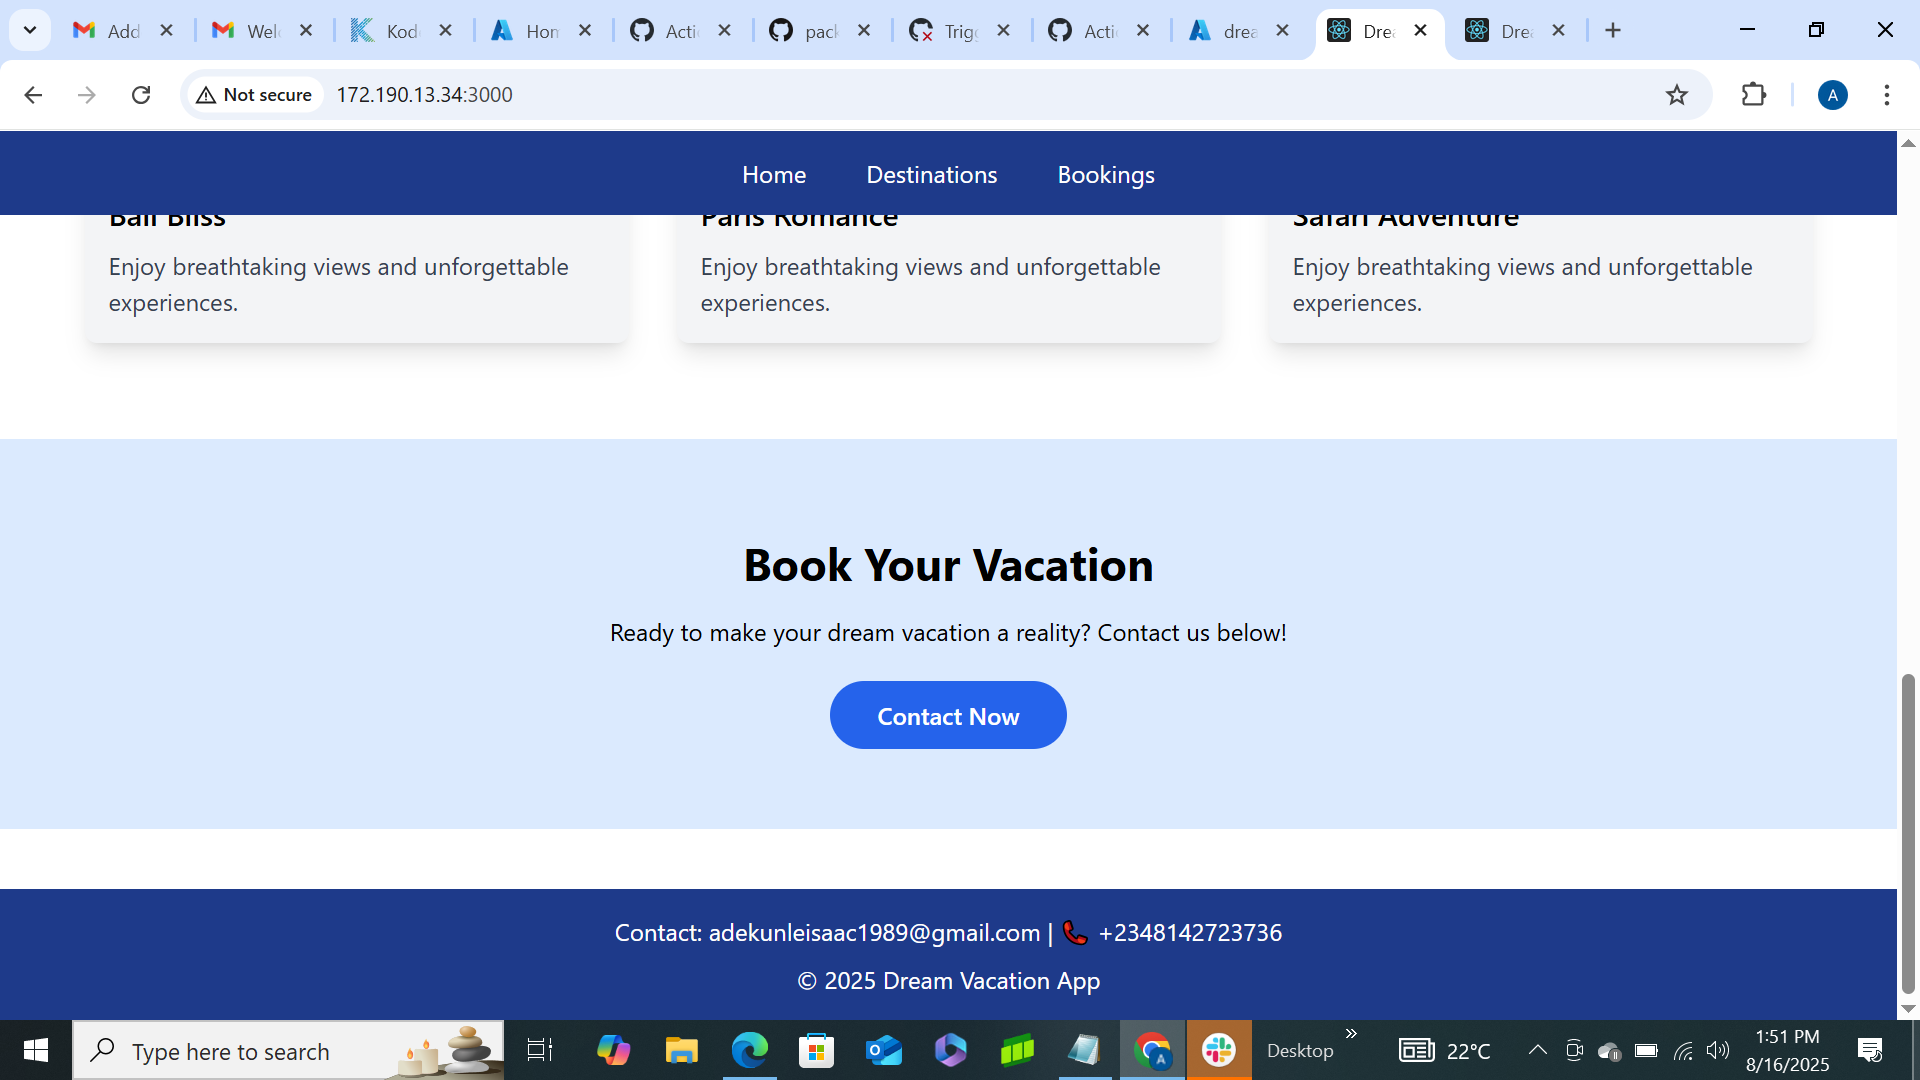 Add
Wel
Kod
Hon
Acti
pack
Trigg
Acti
drea
Drea
Drea
Not secure
172.190.13.34:3000
A
Home
Destinations
Bookings
Bali Bliss
Paris Romance
Safari Adventure
Enjoy breathtaking views and unforgettable
experiences.
Enjoy breathtaking views and unforgettable
experiences.
Enjoy breathtaking views and unforgettable
experiences.
Book Your Vacation
Ready to make your dream vacation a reality? Contact us below!
Contact Now
Contact: adekunleisaac1989@gmail.com | 📞 +2348142723736
© 2025 Dream Vacation App
Type here to search
Desktop
22°C
1:51 PM
8/16/2025